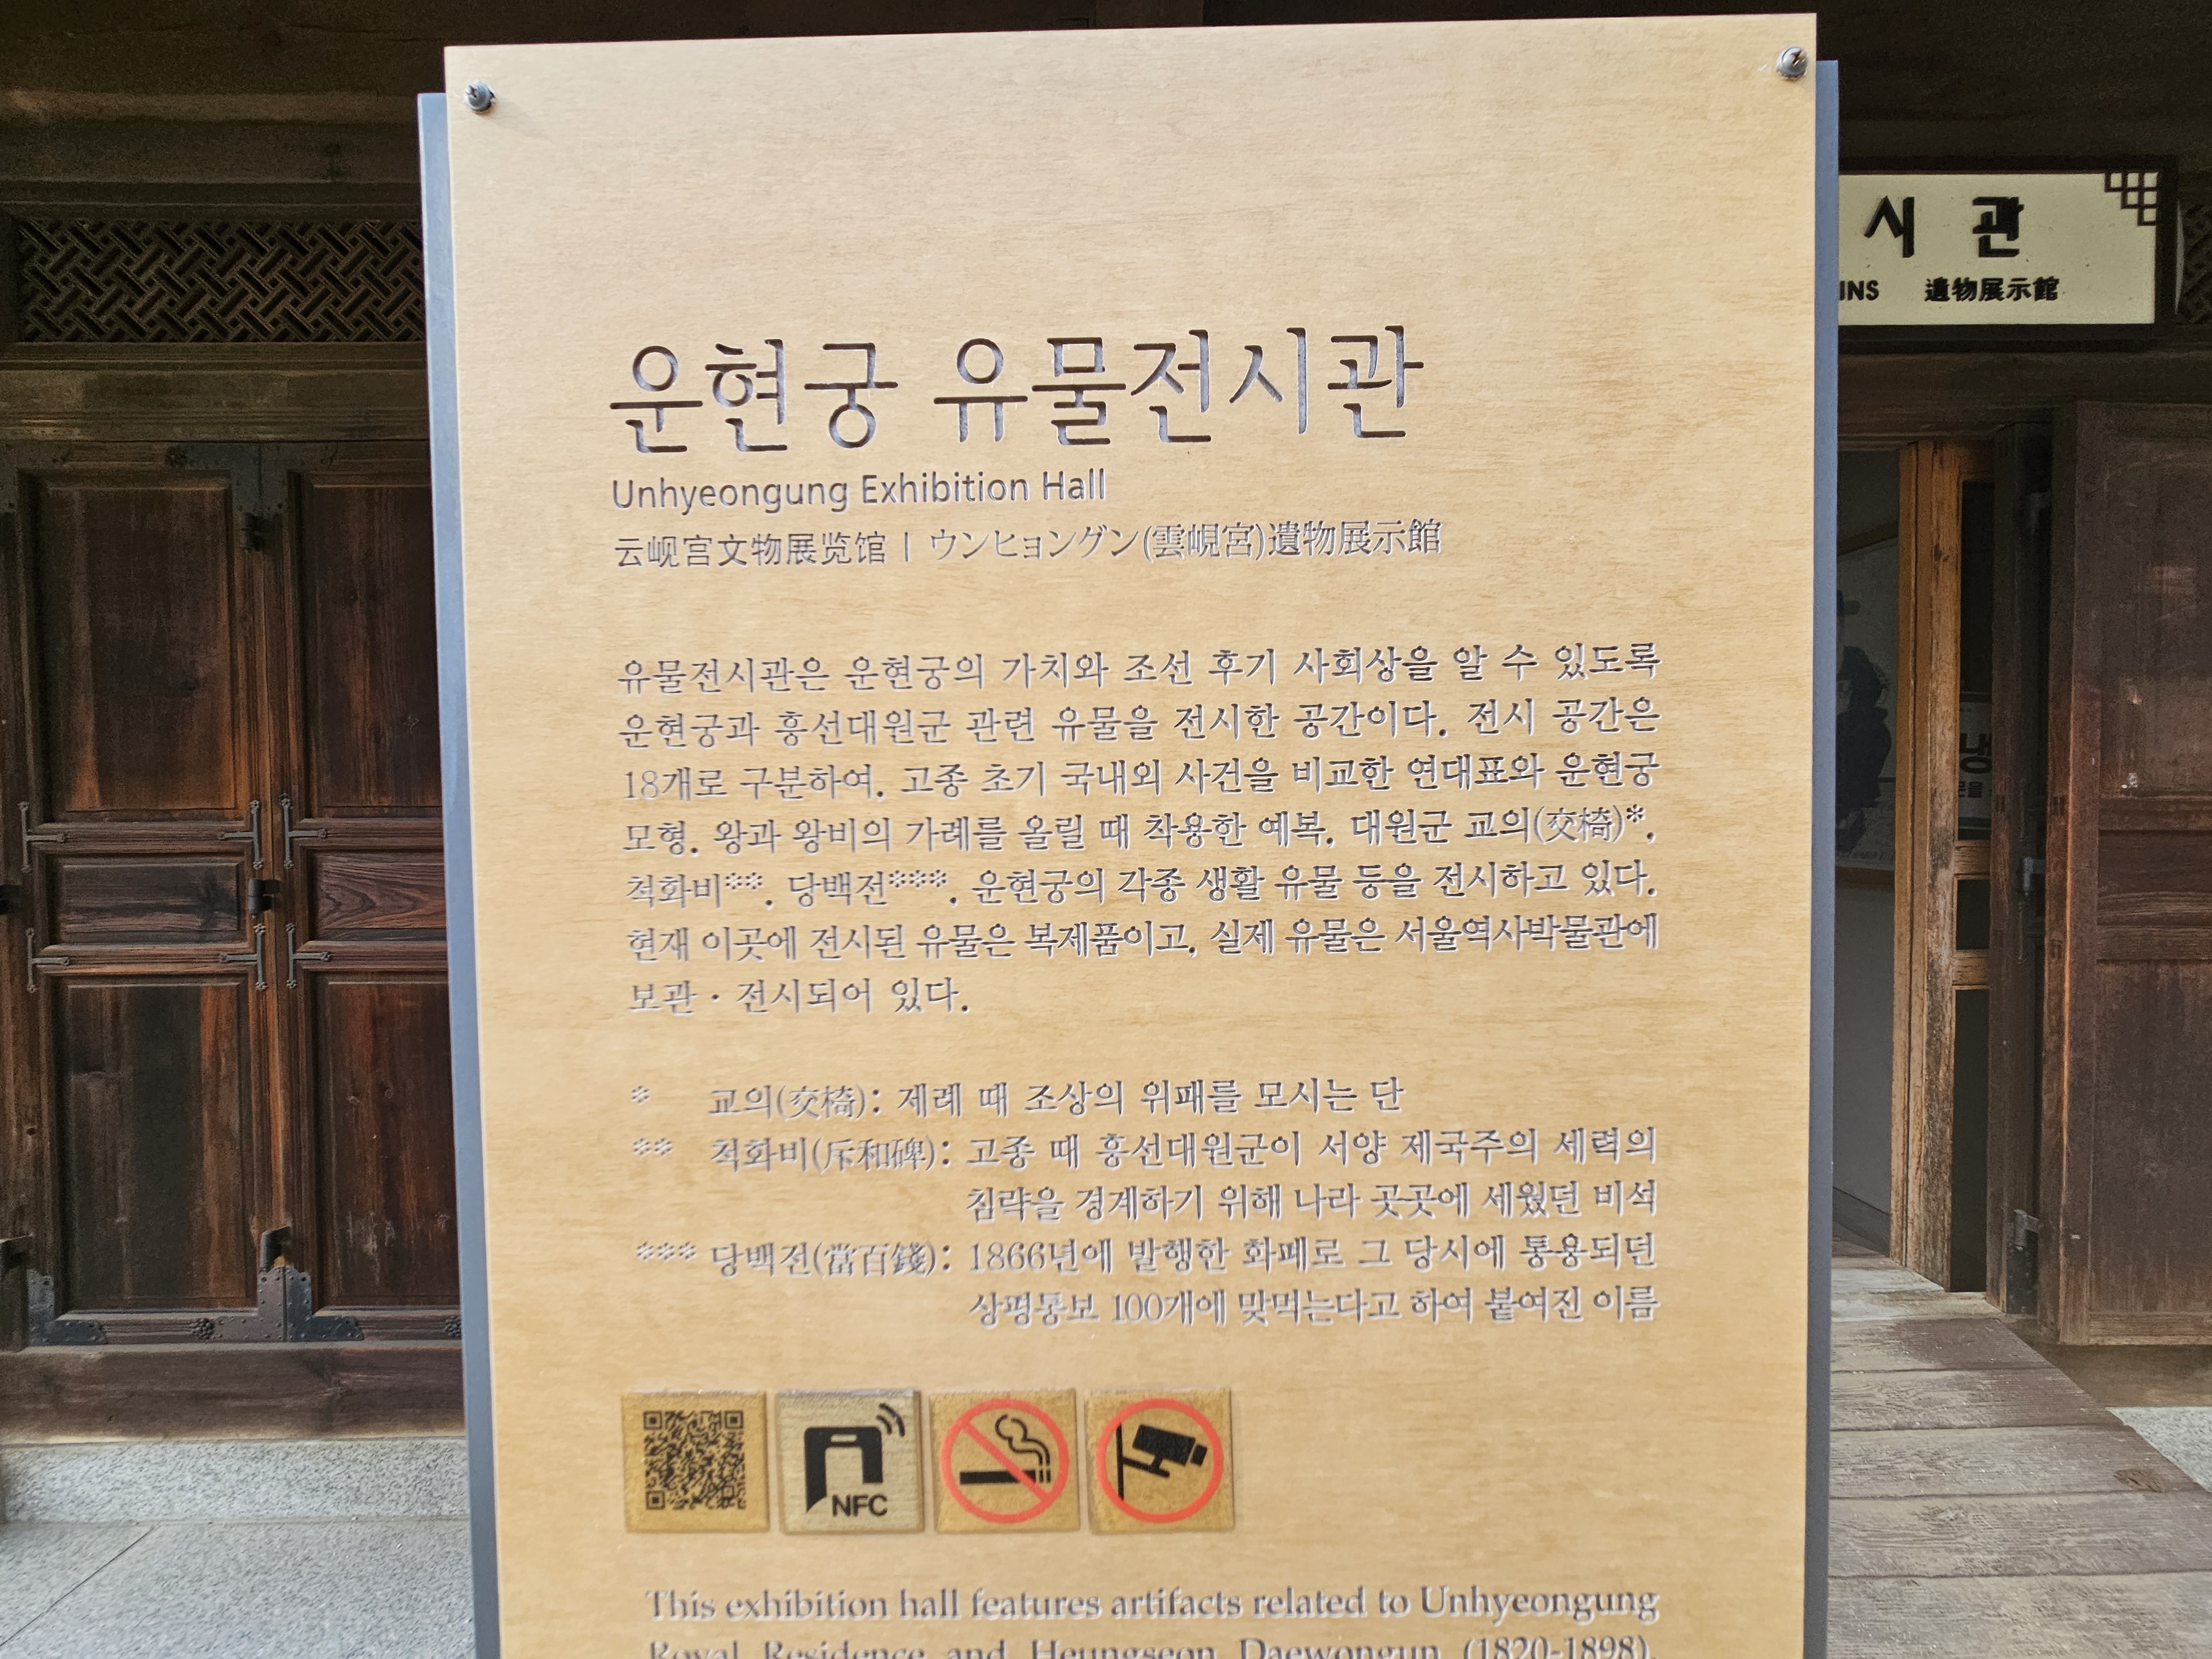 운현궁 유물전시관
Unhyeongung Exhibition Hall
云岘宫文物展览馆 | ウンヒョングン(雲峴宮)遺物展示館
유물전시관은 운현궁의 가치와 조선 후기 사회상을 알 수 있도록
운현궁과 흥선대원군 관련 유물을 전시한 공간이다. 전시 공간은
18개로 구분하여, 고종 초기 국내외 사건을 비교한 연대표와 운현궁
모형, 왕과 왕비의 가례를 올릴 때 착용한 예복, 대원군 교의(交椅)*,
척화비**, 당백전***, 운현궁의 각종 생활 유물 등을 전시하고 있다.
현재 이곳에 전시된 유물은 복제품이고, 실제 유물은 서울역사박물관에
보관 · 전시되어 있다.
* 교의(交椅): 제례 때 조상의 위패를 모시는 단
** 척화비(斥和碑): 고종 때 흥선대원군이 서양 제국주의 세력의
침략을 경계하기 위해 나라 곳곳에 세웠던 비석
*** 당백전(當百錢): 1866년에 발행한 화폐로 그 당시에 통용되던
상평통보 100개에 맞먹는다고 하여 붙여진 이름
NFC
This exhibition hall features artifacts related to Unhyeongung
Royal Residence and Heungseon Daewongun (1820-1898),
시 관
INS 遺物展示館